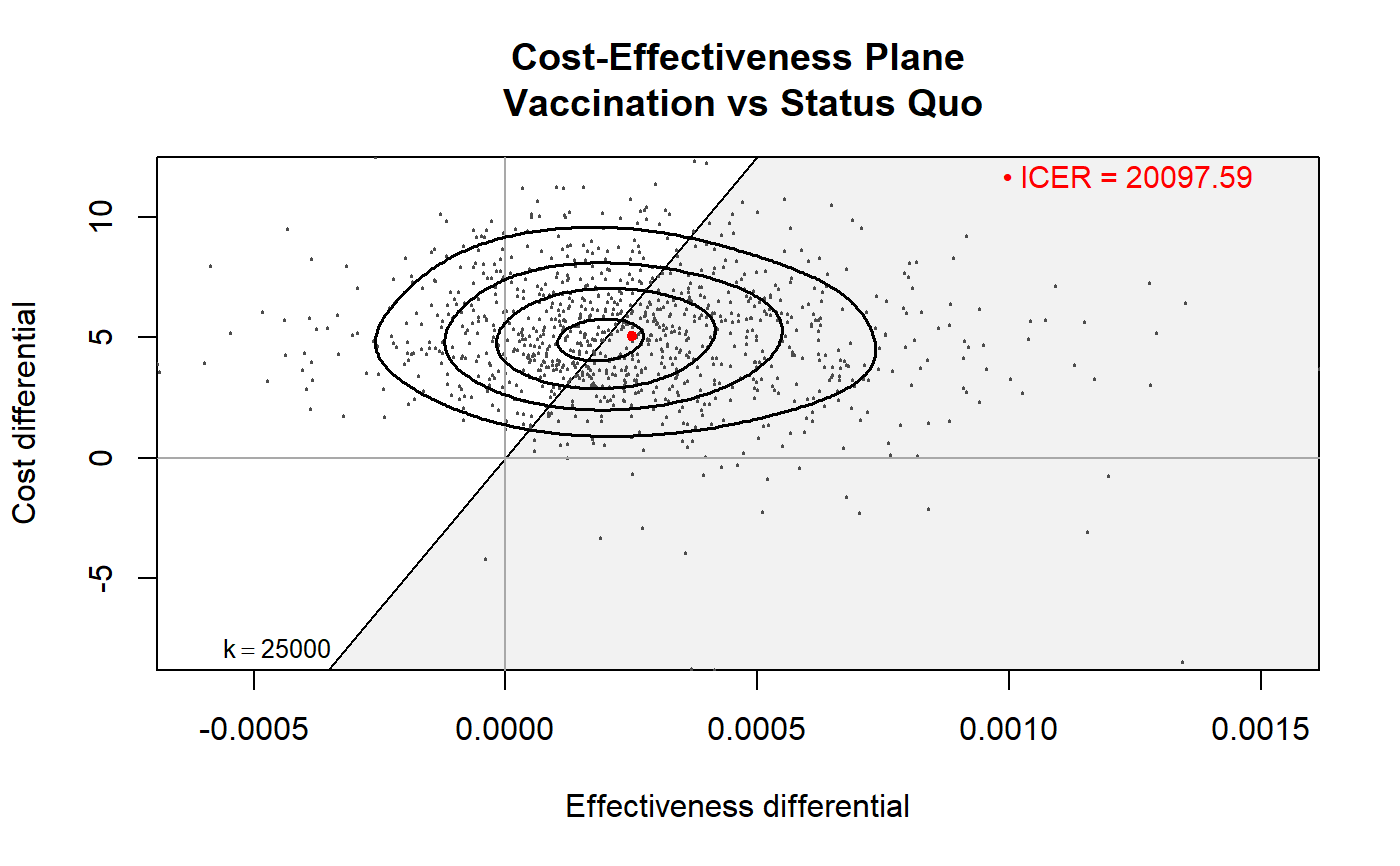 Cost-Effectiveness Plane
Vaccination vs Status Quo
• ICER = 20097.59
10
5
0
-5
Cost differential
k = 25000
-0.0005 0.0000 0.0005 0.0010 0.0015
Effectiveness differential